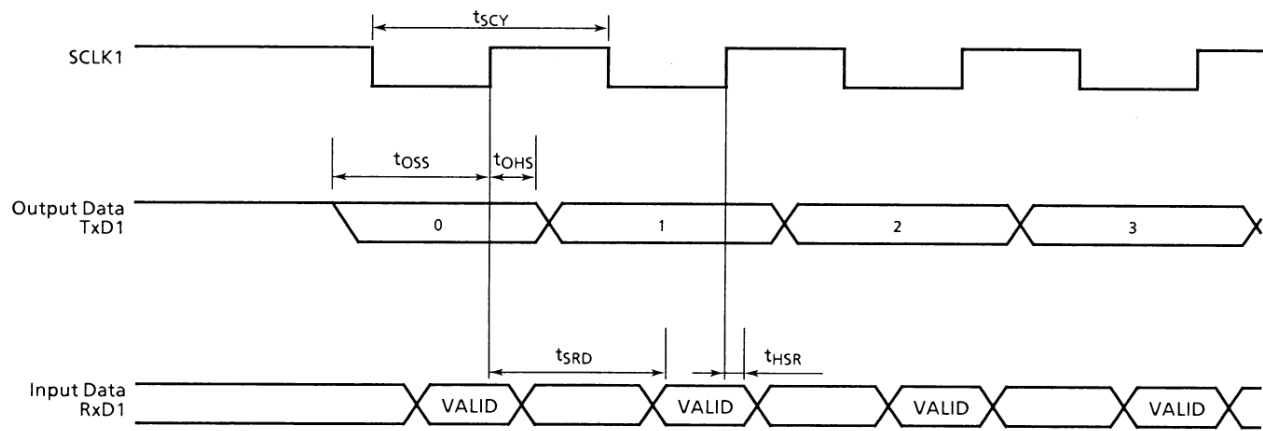 tSCY
SCLK1
tOSS
tOHS
Output Data
TxD1
0
1
2
3
tSRD
tHSR
Input Data
RxD1
VALID
VALID
VALID
VALID